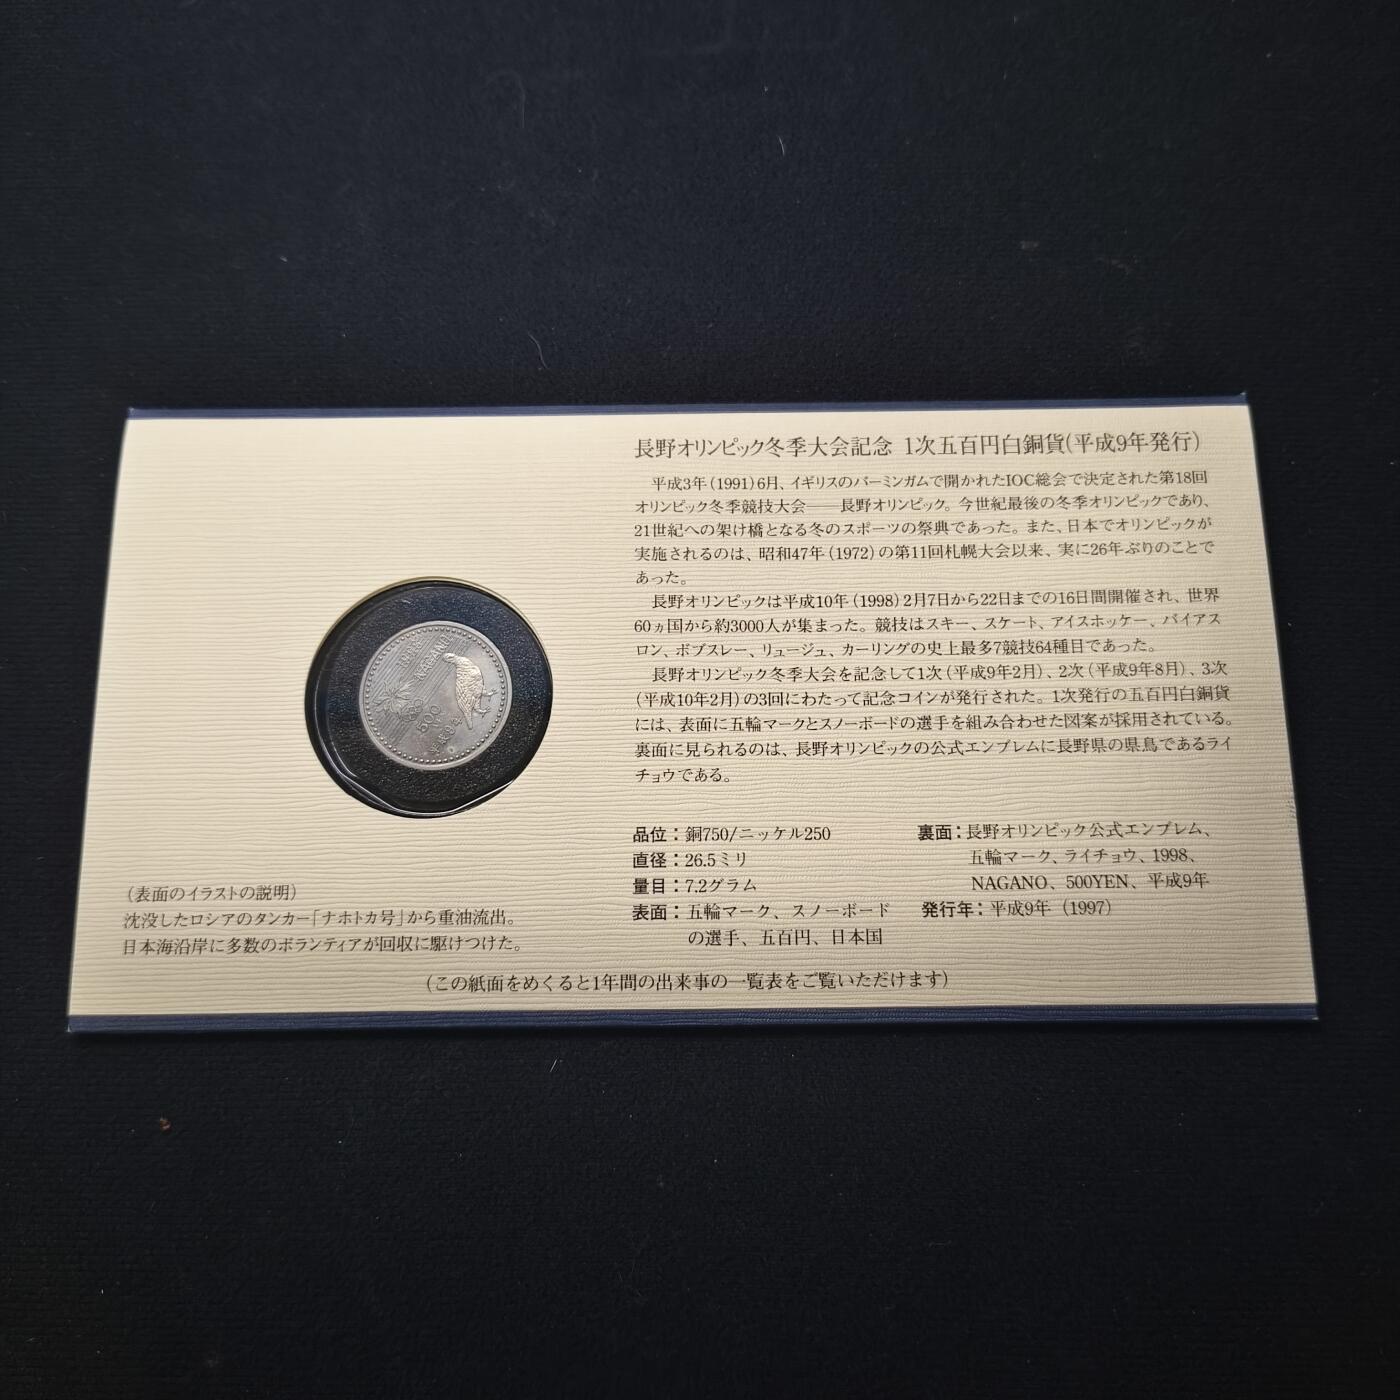 長野オリンピック冬季大会記念 1次五百円白銅貨(平成9年発行)
平成3年(1991)6月、イギリスのバーミンガムで開かれたIOC総会で決定された第18回
オリンピック冬季競技大会──長野オリンピック。今世紀最後の冬季オリンピックであり、
21世紀への架け橋となる冬のスポーツの祭典であった。また、日本でオリンピックが
実施されるのは、昭和47年(1972)の第11回札幌大会以来、実に26年ぶりのことで
あった。
長野オリンピックは平成10年(1998)2月7日から22日までの16日間開催され、世界
60ヵ国から約3000人が集まった。競技はスキー、スケート、アイスホッケー、バイアス
ロン、ボブスレー、リュージュ、カーリングの史上最多7競技64種目であった。
長野オリンピック冬季大会を記念して1次(平成9年2月)、2次(平成9年8月)、3次
(平成10年2月)の3回にわたって記念コインが発行された。1次発行の五百円白銅貨
には、表面に五輪マークとスノーボードの選手を組み合わせた図案が採用されている。
裏面に見られるのは、長野オリンピックの公式エンブレムに長野県の県鳥であるライ
チョウである。
品位:銅750/ニッケル250
直径:26.5ミリ
量目:7.2グラム
表面:五輪マーク、スノーボード
の選手、五百円、日本国
裏面:長野オリンピック公式エンブレム、
五輪マーク、ライチョウ、1998、
NAGANO、500YEN、平成9年
発行年:平成9年(1997)
(表面のイラストの説明)
沈没したロシアのタンカー「ナホトカ号」から重油流出。
日本海沿岸に多数のボランティアが回収に駆けつけた。
(この紙面をめくると1年間の出来事の一覧表をご覧いただけます)
500